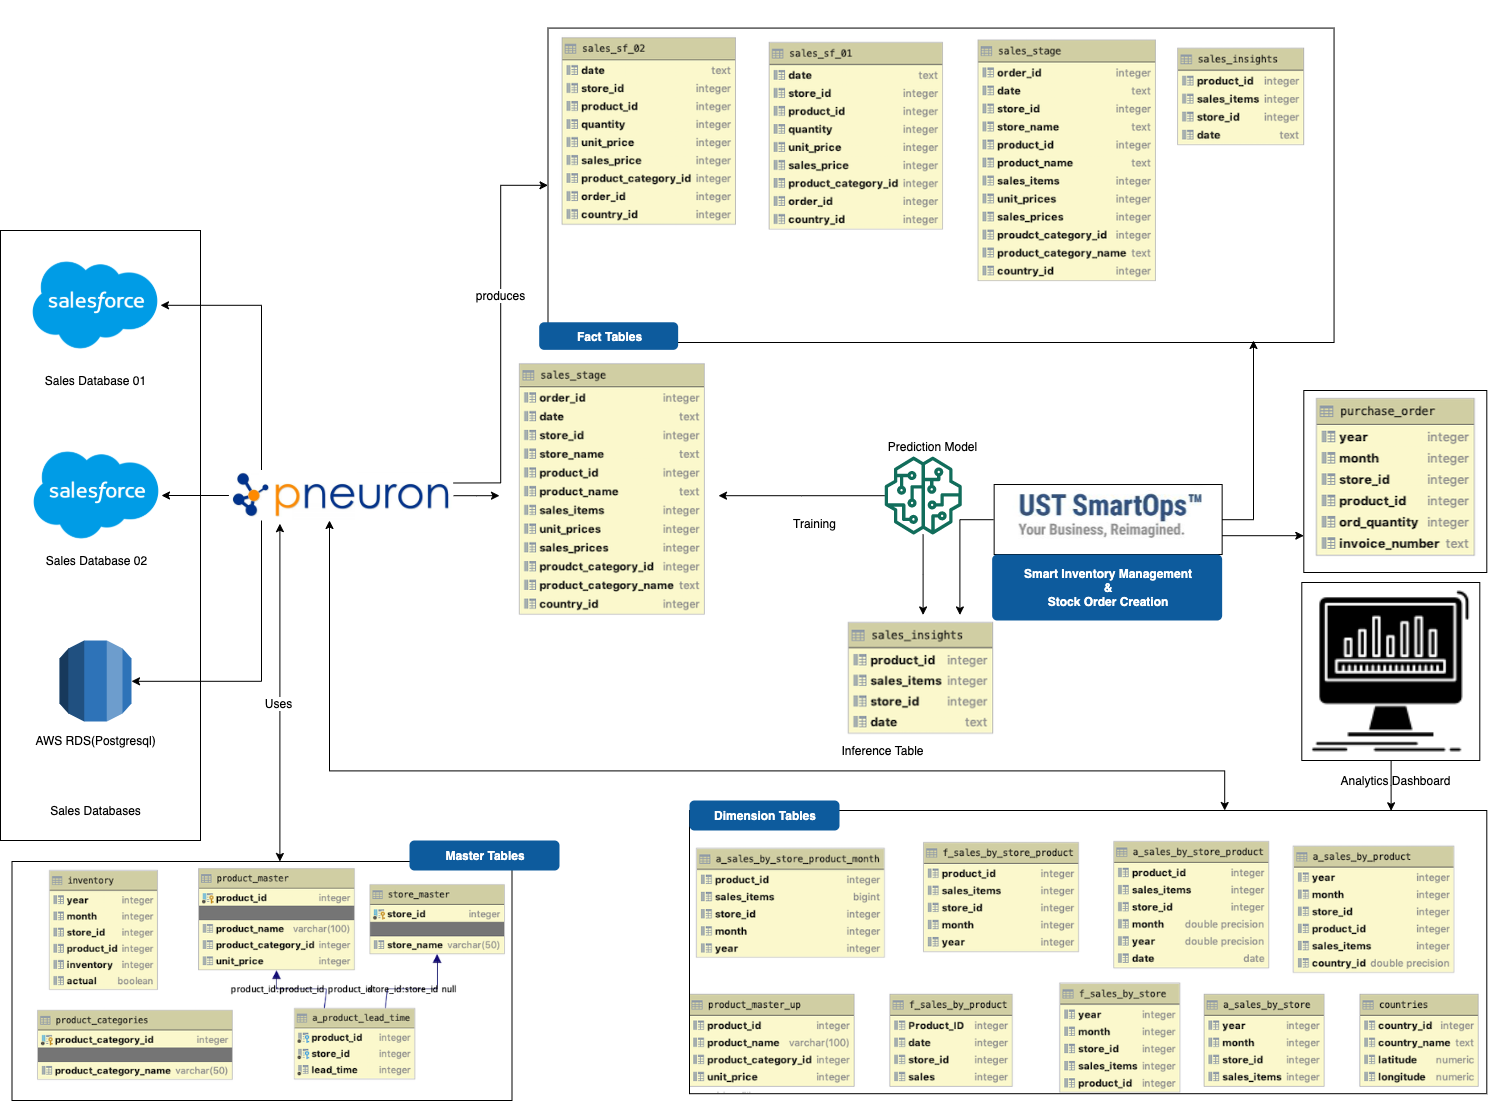 sales_sf_02
date text
store_id integer
product_id integer
quantity integer
unit_price integer
sales_price integer
product_category_id integer
order_id integer
country_id integer
sales_sf_01
date text
store_id integer
product_id integer
quantity integer
unit_price integer
sales_price integer
product_category_id integer
order_id integer
country_id integer
sales_stage
order_id integer
date text
store_id integer
store_name text
product_id integer
product_name text
sales_items integer
unit_prices integer
sales_prices integer
proudct_category_id integer
product_category_name text
country_id integer
sales_insights
product_id integer
sales_items integer
store_id integer
date text
Fact Tables
produces
salesforce
Sales Database 01
salesforce
Sales Database 02
AWS RDS(Postgresql)
Sales Databases
pneuron
Uses
sales_stage
order_id integer
date text
store_id integer
store_name text
product_id integer
product_name text
sales_items integer
unit_prices integer
sales_prices integer
proudct_category_id integer
product_category_name text
country_id integer
Training
Prediction Model
UST SmartOps™
Your Business, Reimagined.
Smart Inventory Management
&
Stock Order Creation
sales_insights
product_id integer
sales_items integer
store_id integer
date text
Inference Table
purchase_order
year integer
month integer
store_id integer
product_id integer
ord_quantity integer
invoice_number text
Analytics Dashboard
Master Tables
inventory
year integer
month integer
store_id integer
product_id integer
inventory integer
actual boolean
product_master
product_id integer
product_name varchar(100)
product_category_id integer
unit_price integer
store_master
store_id integer
store_name varchar(50)
product_id:product_id
store_id:store_id null
product_categories
product_category_id integer
product_category_name varchar(50)
a_product_lead_time
product_id integer
store_id integer
lead_time integer
Dimension Tables
a_sales_by_store_product_month
product_id integer
sales_items bigint
store_id integer
month integer
year integer
f_sales_by_store_product
product_id integer
sales_items integer
store_id integer
month integer
year integer
a_sales_by_store_product
product_id integer
sales_items integer
store_id integer
month double precision
year double precision
date date
a_sales_by_product
year integer
month integer
store_id integer
product_id integer
sales_items integer
country_id double precision
product_master_up
product_id integer
product_name varchar(100)
product_category_id integer
unit_price integer
f_sales_by_product
Product_ID integer
date integer
store_id integer
sales integer
f_sales_by_store
year integer
month integer
store_id integer
sales_items integer
product_id integer
a_sales_by_store
year integer
month integer
store_id integer
sales_items integer
countries
country_id integer
country_name text
latitude numeric
longitude numeric